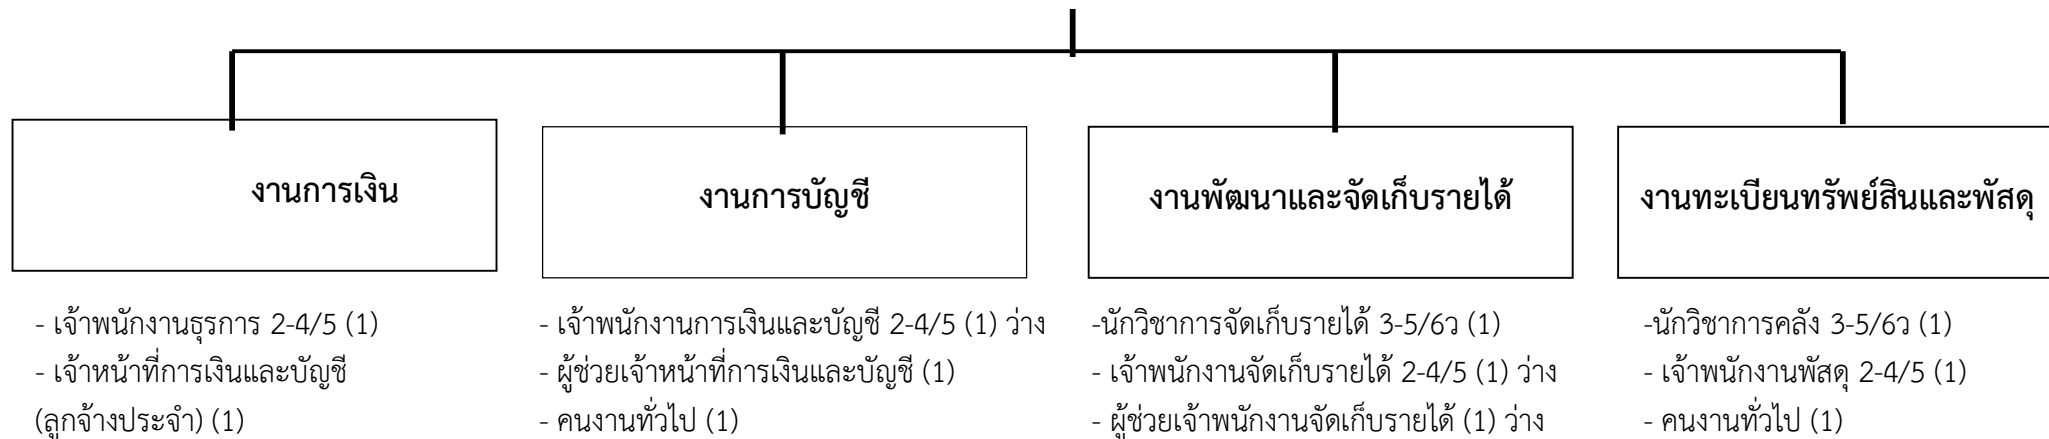 งานการเงิน
งานการบัญชี
งานพัฒนาและจัดเก็บรายได้
งานทะเบียนทรัพย์สินและพัสดุ
- เจ้าพนักงานธุรการ 2-4/5 (1)
- เจ้าหน้าที่การเงินและบัญชี
(ลูกจ้างประจำ) (1)
- เจ้าพนักงานการเงินและบัญชี 2-4/5 (1) ว่าง
- ผู้ช่วยเจ้าหน้าที่การเงินและบัญชี (1)
- คนงานทั่วไป (1)
-นักวิชาการจัดเก็บรายได้ 3-5/6ว (1)
- เจ้าพนักงานจัดเก็บรายได้ 2-4/5 (1) ว่าง
- ผู้ช่วยเจ้าพนักงานจัดเก็บรายได้ (1) ว่าง
-นักวิชาการคลัง 3-5/6ว (1)
- เจ้าพนักงานพัสดุ 2-4/5 (1)
- คนงานทั่วไป (1)